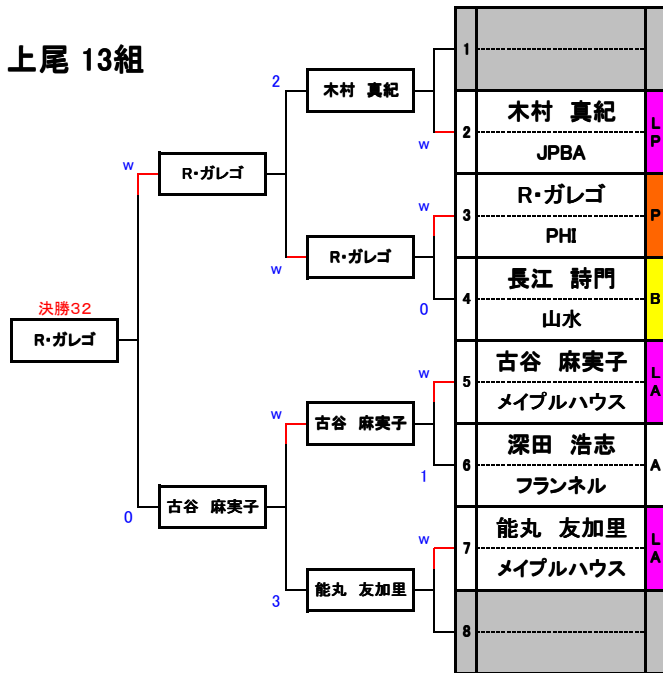 上尾 13組
1
2
木村 真紀
木村 真紀
2
LP
w
JPBA
w
R・ガレゴ
w
R・ガレゴ
3
P
PHI
R・ガレゴ
w
長江 詩門
4
B
0
山水
決勝32
R・ガレゴ
w
古谷 麻実子
5
LA
メイプルハウス
w
古谷 麻実子
深田 浩志
6
A
1
フランネル
古谷 麻実子
0
w
能丸 友加里
7
LA
メイプルハウス
能丸 友加里
3
8